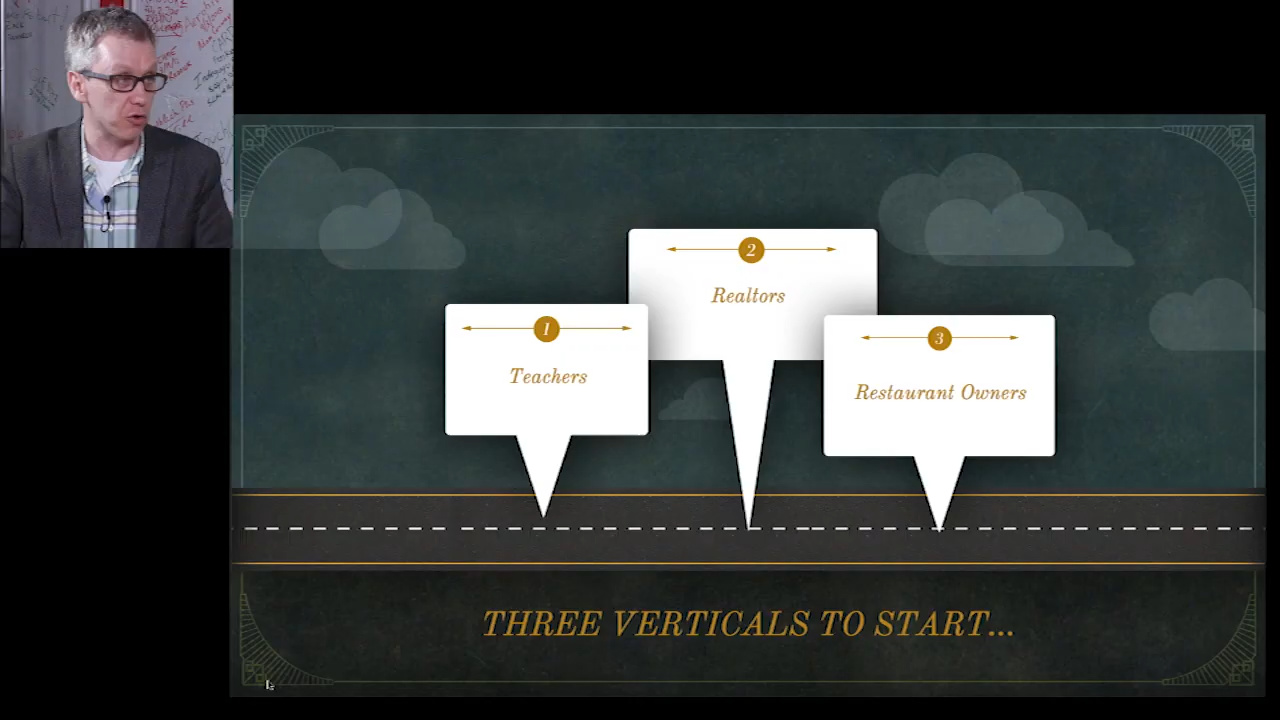 2
Realtors
1
Teachers
3
Restaurant Owners
THREE VERTICALS TO START...